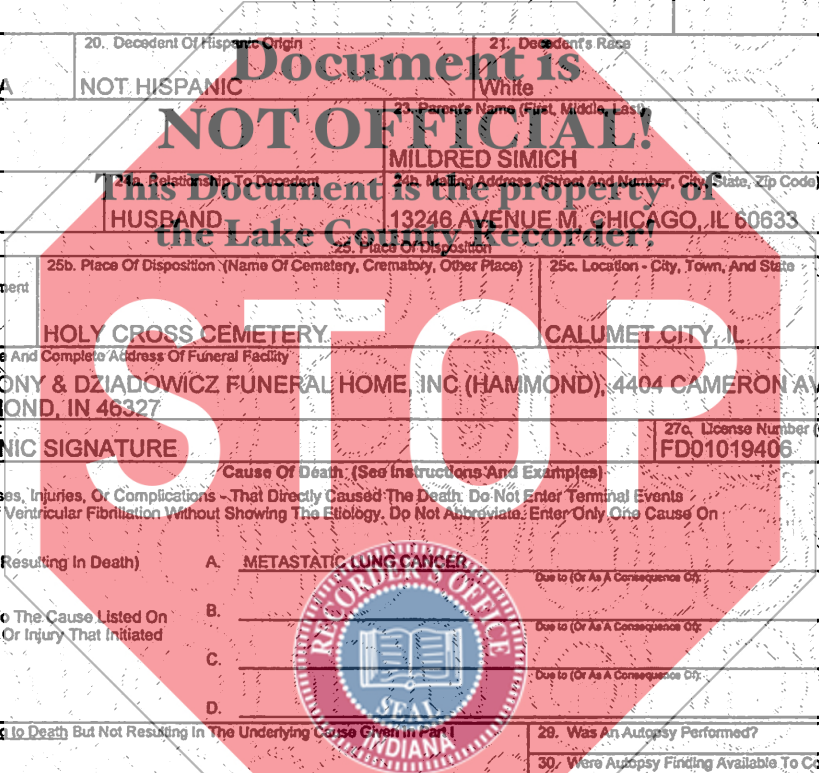 20. Decedent Of Hispanic Origin 21. Decedent's Race
Document is
A NOT HISPANIC White
23. Parent's Name (First, Middle, Last)
NOT OFFICIAL!
MILDRED SIMICH
24a. Relationship To Decedent 24b. Mailing Address (Street And Number, City, State, Zip Code)
This Document is the property of
HUSBAND 13246 AVENUE M, CHICAGO, IL 60633
the Lake County Recorder!
25. Place Of Disposition
25b. Place Of Disposition (Name Of Cemetery, Crematory, Other Place) 25c. Location - City, Town, And State
ment
STOP
HOLY CROSS CEMETERY CALUMET CITY, IL
e And Complete Address Of Funeral Facility
ONY & DZIADOWICZ FUNERAL HOME, INC (HAMMOND), 4404 CAMERON AV
OND, IN 46327
27c. License Number (
NIC SIGNATURE FD01019406
Cause Of Death (See Instructions And Examples)
es, Injuries, Or Complications - That Directly Caused The Death. Do Not Enter Terminal Events
Ventricular Fibrillation Without Showing The Etiology. Do Not Abbreviate. Enter Only One Cause On
Resulting In Death) A. METASTATIC LUNG CANCER
Due to (Or As A Consequence Of):
RECORDER'S OFFICE
o The Cause Listed On B.
Due to (Or As A Consequence Of):
Or Injury That Initiated
C.
Due to (Or As A Consequence Of):
D.
SEAL
g to Death But Not Resulting In The Underlying Cause Given In Part I 29. Was An Autopsy Performed?
INDIANA
30. Were Autopsy Finding Available To Co